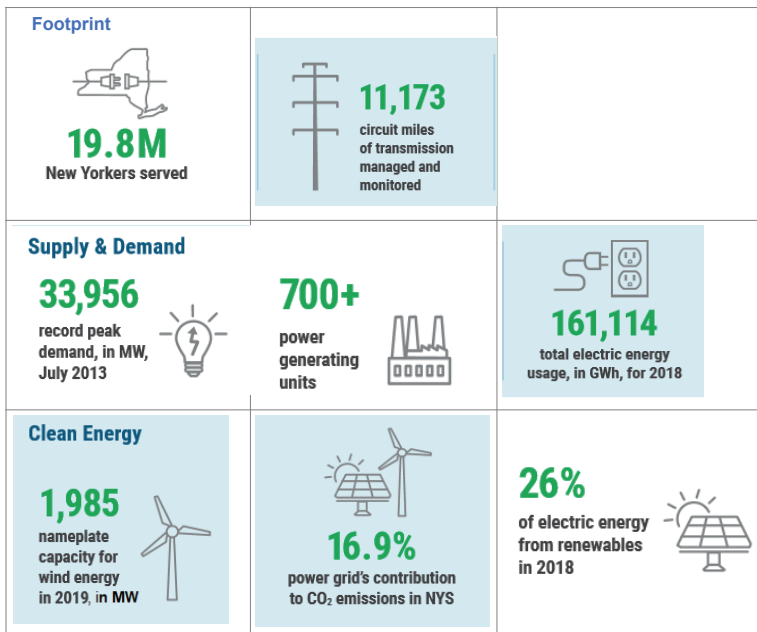 Footprint
19.8M
New Yorkers served
11,173
circuit miles
of transmission
managed and
monitored
Supply & Demand
33,956
record peak
demand, in MW,
July 2013
700+
power
generating
units
161,114
total electric energy
usage, in GWh, for 2018
Clean Energy
1,985
nameplate
capacity for
wind energy
in 2019, in MW
16.9%
power grid's contribution
to CO₂ emissions in NYS
26%
of electric energy
from renewables
in 2018